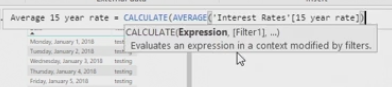 Average 15 year rate = CALCULATE(AVERAGE('Interest Rates'[15 year rate])
CALCULATE(Expression, [Filter1], ...)
Evaluates an expression in a context modified by filters.
Monday, January 1, 2018
Tuesday, January 2, 2018
Wednesday, January 3, 2018
Thursday, January 4, 2018
Friday, January 5, 2018 testing